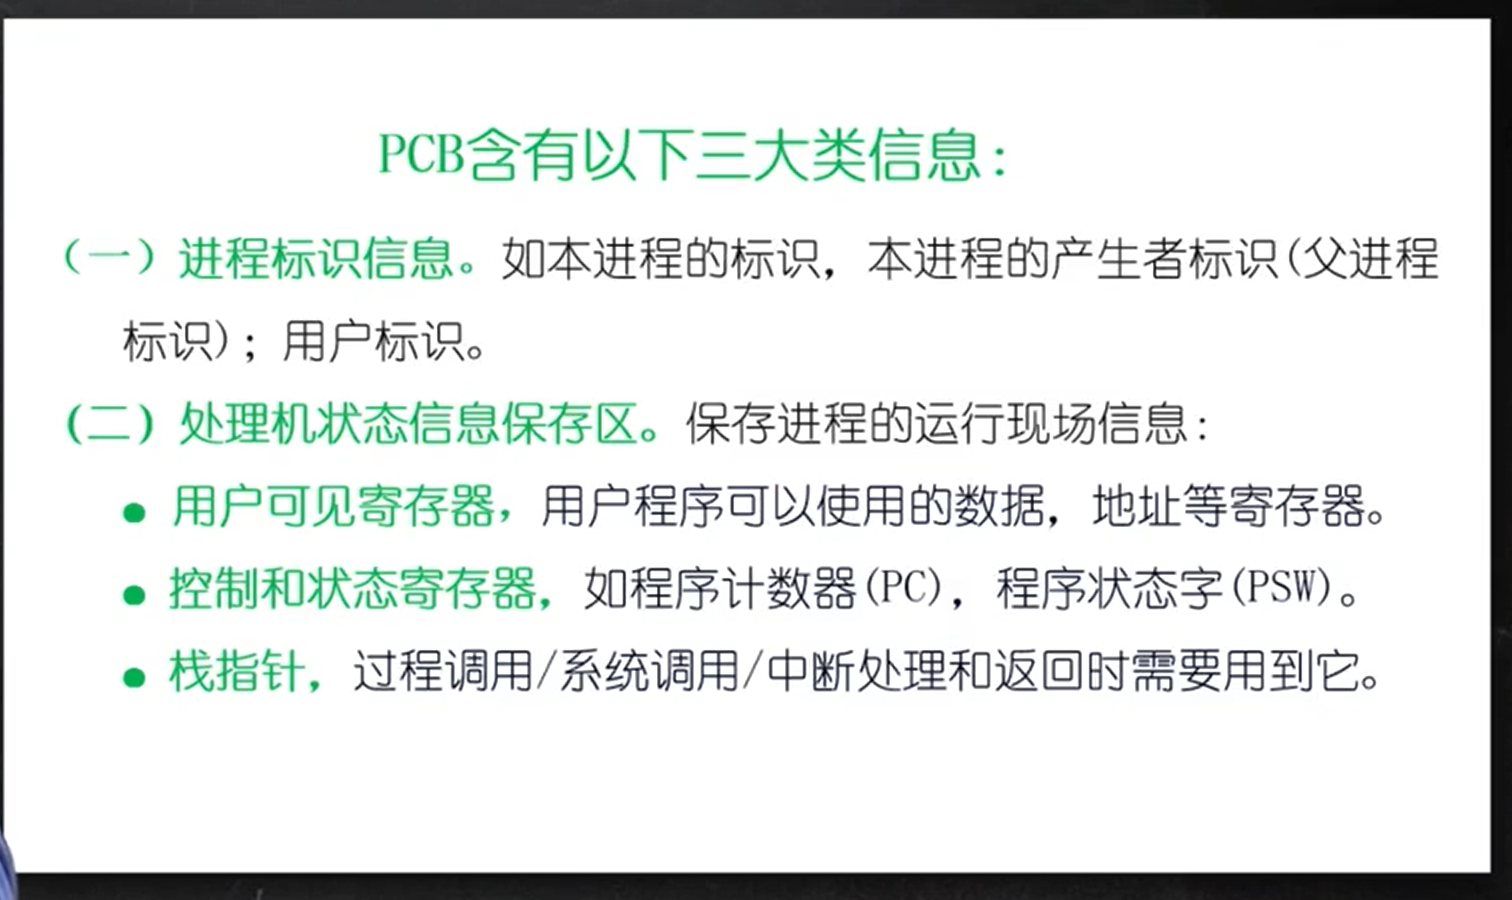 PCB含有以下三大类信息：
（一）进程标识信息。如本进程的标识，本进程的产生者标识(父进程
标识)；用户标识。
（二）处理机状态信息保存区。保存进程的运行现场信息：
● 用户可见寄存器，用户程序可以使用的数据，地址等寄存器。
● 控制和状态寄存器，如程序计数器(PC)，程序状态字(PSW)。
● 栈指针，过程调用/系统调用/中断处理和返回时需要用到它。